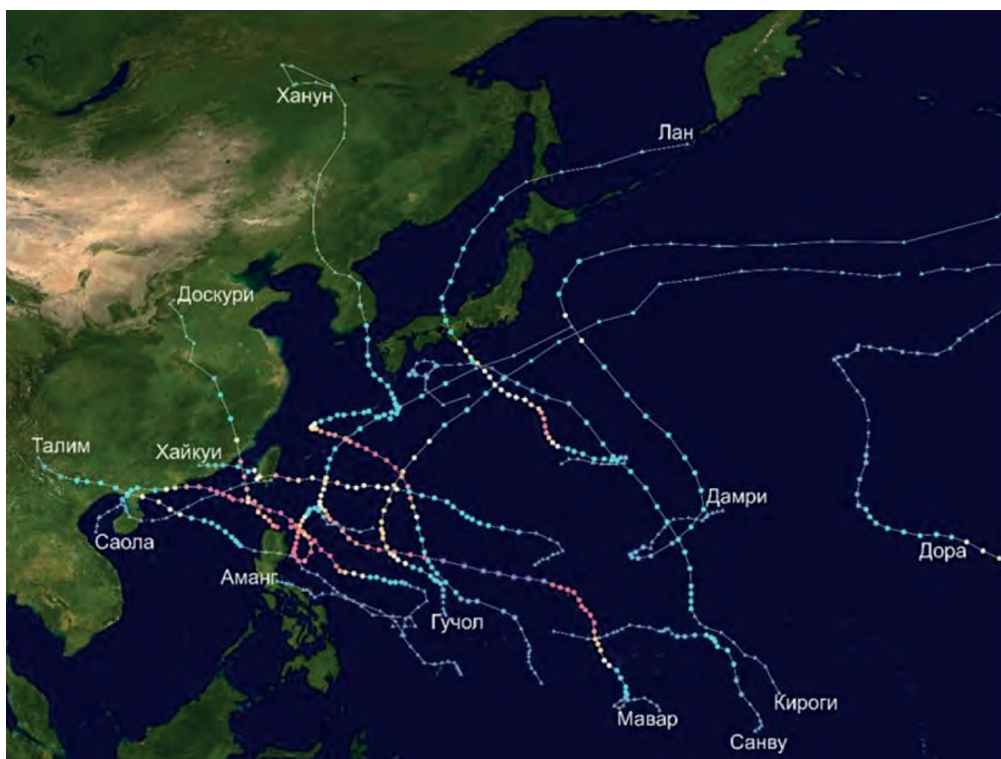 Ханун
Лан
Доскури
Талим
Хайкуи
Дамри
Саола
Дора
Аманг
Гучол
Кироги
Мавар
Санву